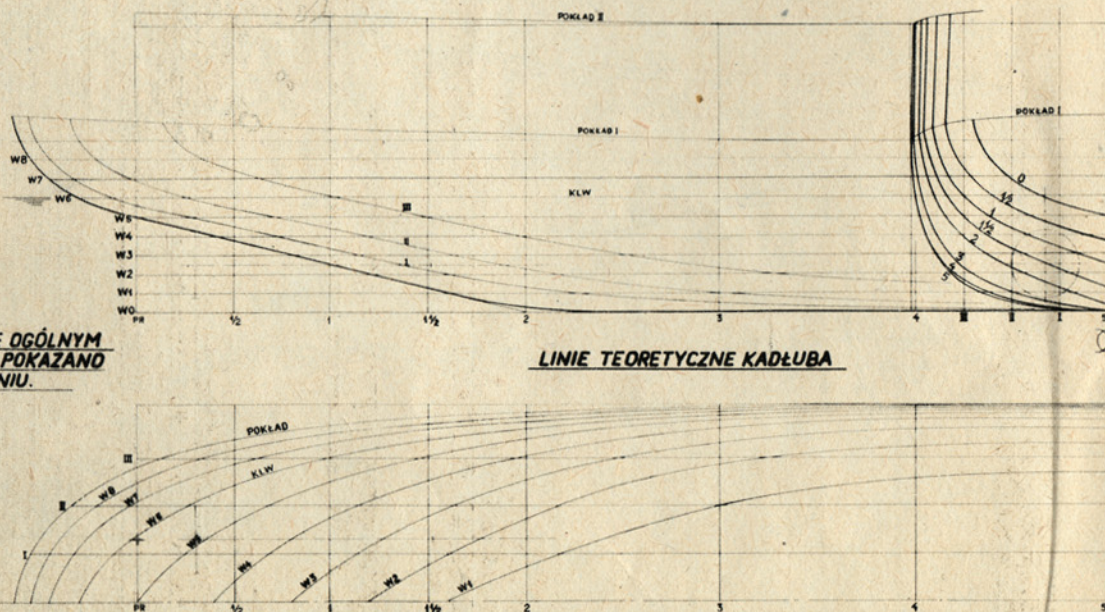 POKŁAD II
POKŁAD I
POKŁAD I
W8
W7
W6
KLW
W5
W4
W3
W2
W1
W0
III
II
I
0
½
1
1½
2
3
4
5
PR
½
1
1½
2
3
4
III
II
I
E OGÓLNYM
POKAZANO
NIU.
LINIE TEORETYCZNE KADŁUBA
POKŁAD
KLW
III
II
I
W8
W7
W6
W5
W4
W3
W2
W1
PR
½
1
1½
2
3
4